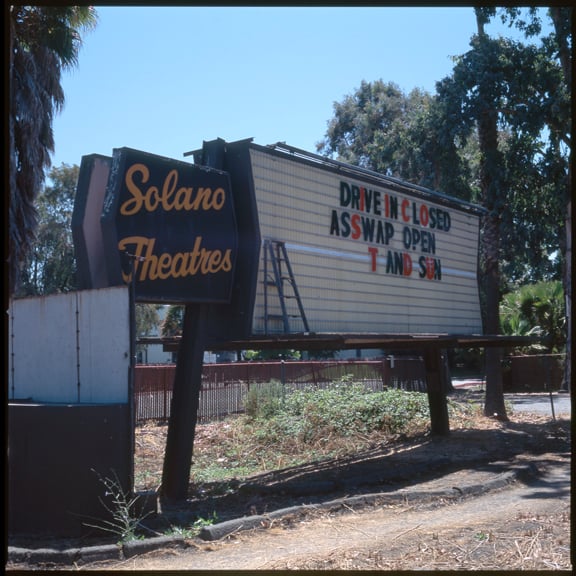 Solano
Theatres
DRIVE IN CLOSED
ASSWAP OPEN
T AND SUN